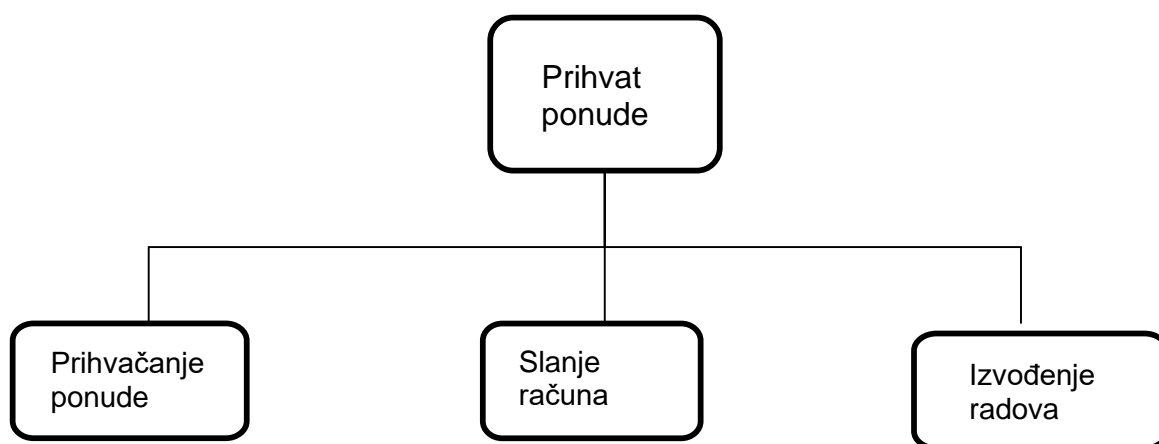 Prihvat
ponude
Prihvačanje
ponude
Slanje
računa
Izvođenje
radova